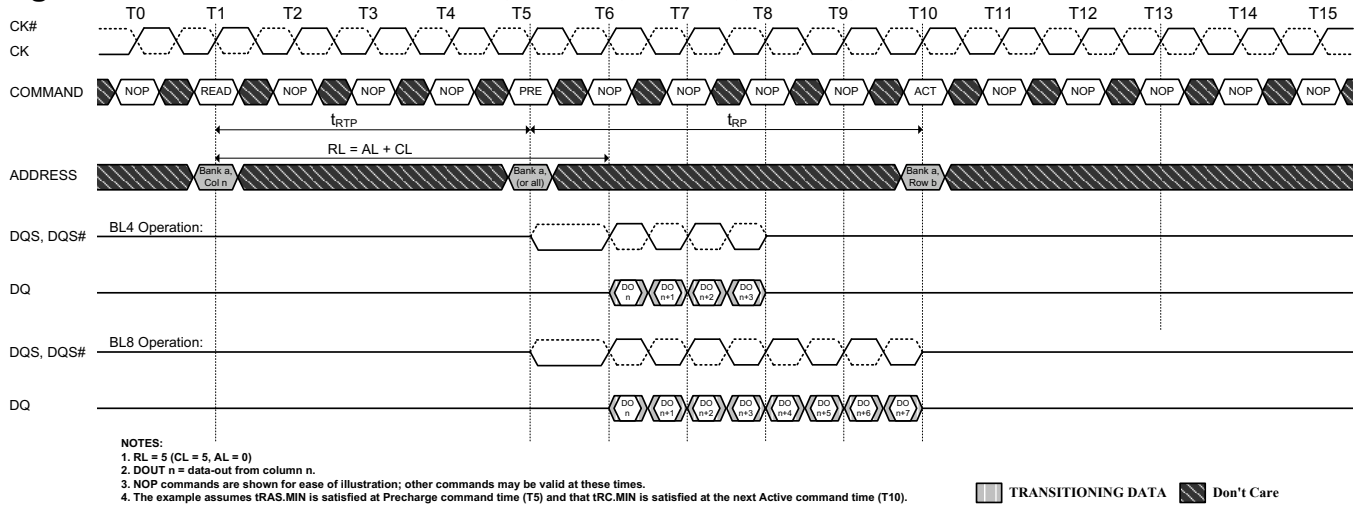 T0 T1 T2 T3 T4 T5 T6 T7 T8 T9 T10 T11 T12 T13 T14 T15
CK#
CK
COMMAND NOP READ NOP NOP NOP PRE NOP NOP NOP NOP ACT NOP NOP NOP NOP NOP
tRTP tRP
RL = AL + CL
ADDRESS
Bank a, Col n
Bank a, (or all)
Bank a, Row b
BL4 Operation:
DQS, DQS#
DQ
DO n DO n+1 DO n+2 DO n+3
BL8 Operation:
DQS, DQS#
DQ
DO n DO n+1 DO n+2 DO n+3 DO n+4 DO n+5 DO n+6 DO n+7
NOTES:
1. RL = 5 (CL = 5, AL = 0)
2. DOUT n = data-out from column n.
3. NOP commands are shown for ease of illustration; other commands may be valid at these times.
4. The example assumes tRAS.MIN is satisfied at Precharge command time (T5) and that tRC.MIN is satisfied at the next Active command time (T10).
TRANSITIONING DATA Don't Care